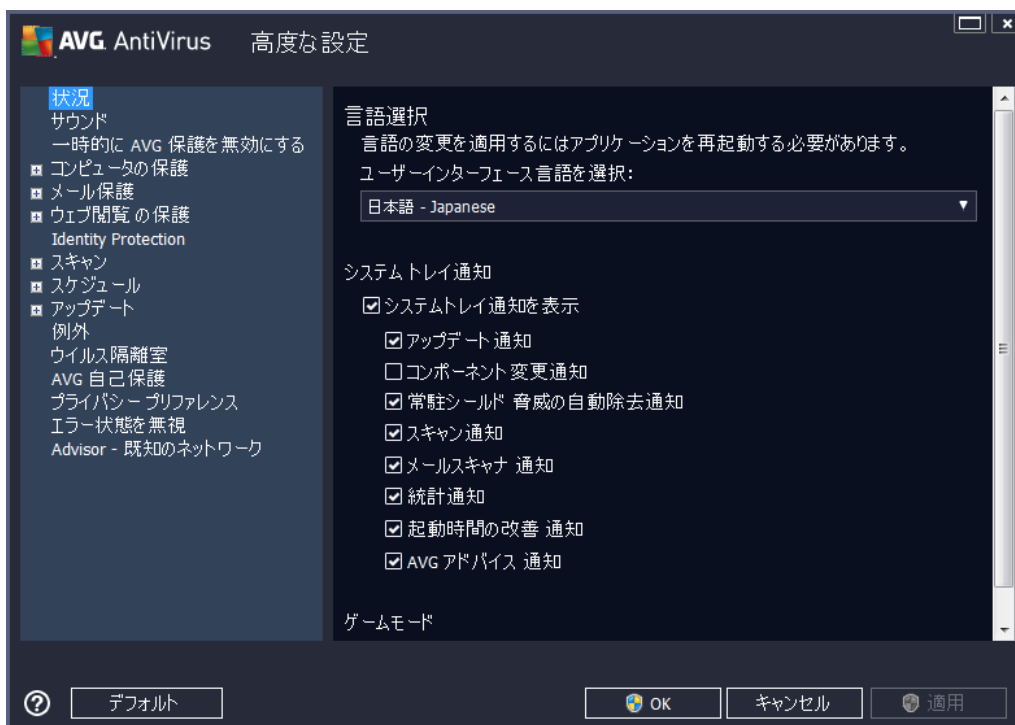 AVG AntiVirus 高度な設定
状況
サウンド
一時的に AVG 保護を無効にする
コンピュータの保護
メール保護
ウェブ閲覧 の保護
Identity Protection
スキャン
スケジュール
アップデート
例外
ウイルス隔離室
AVG 自己保護
プライバシー プリファレンス
エラー状態を無視
Advisor - 既知のネットワーク
言語選択
言語の変更を適用するにはアプリケーションを再起動する必要があります。
ユーザーインターフェース言語を選択:
日本語 - Japanese
システムトレイ通知
システムトレイ通知を表示
アップデート通知
コンポーネント変更通知
常駐シールド 脅威の自動除去通知
スキャン通知
メールスキャナ 通知
統計通知
起動時間の改善 通知
AVG アドバイス 通知
ゲームモード
デフォルト
OK
キャンセル
適用